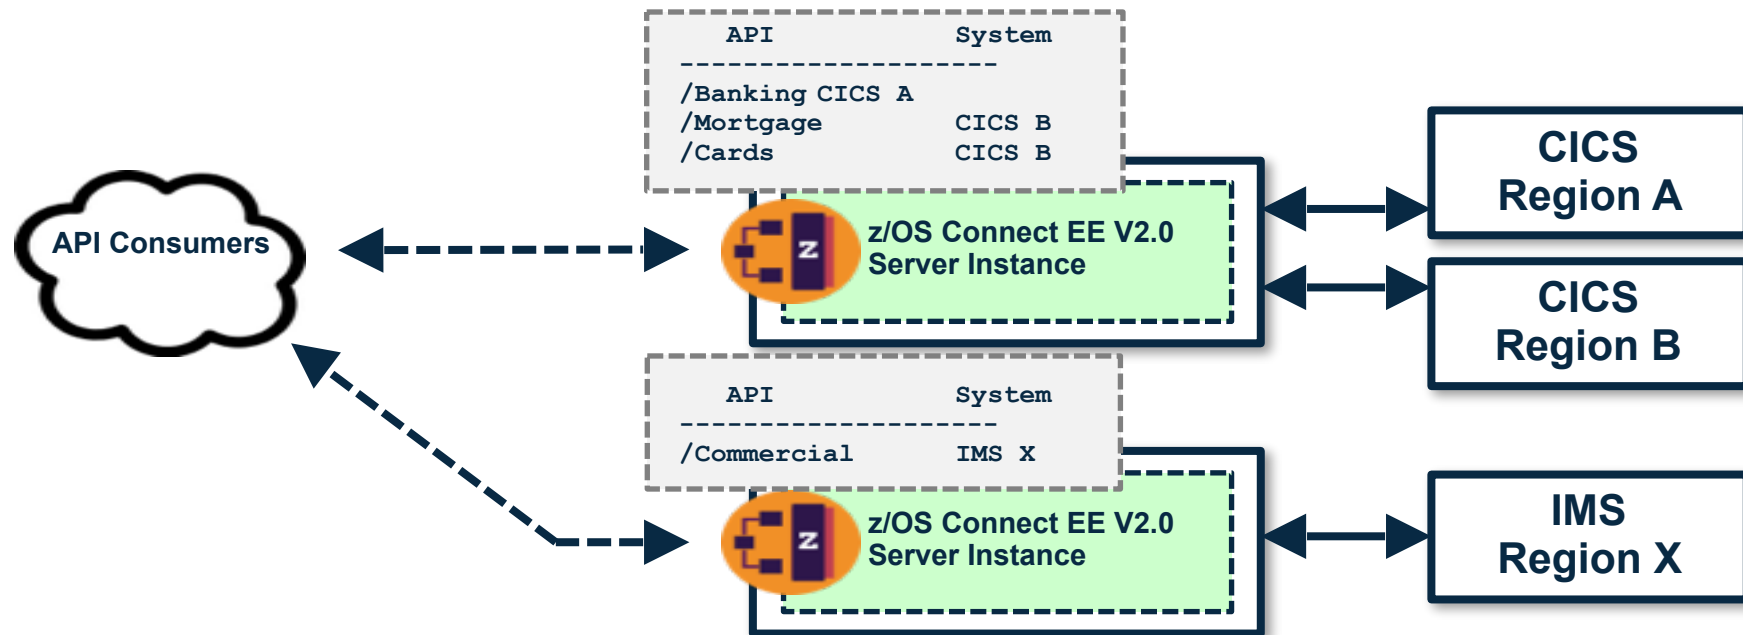 API System
--------------------
/Banking CICS A
/Mortgage CICS B
/Cards CICS B
API Consumers
z
z/OS Connect EE V2.0
Server Instance
CICS
Region A
CICS
Region B
API System
--------------------
/Commercial IMS X
z
z/OS Connect EE V2.0
Server Instance
IMS
Region X